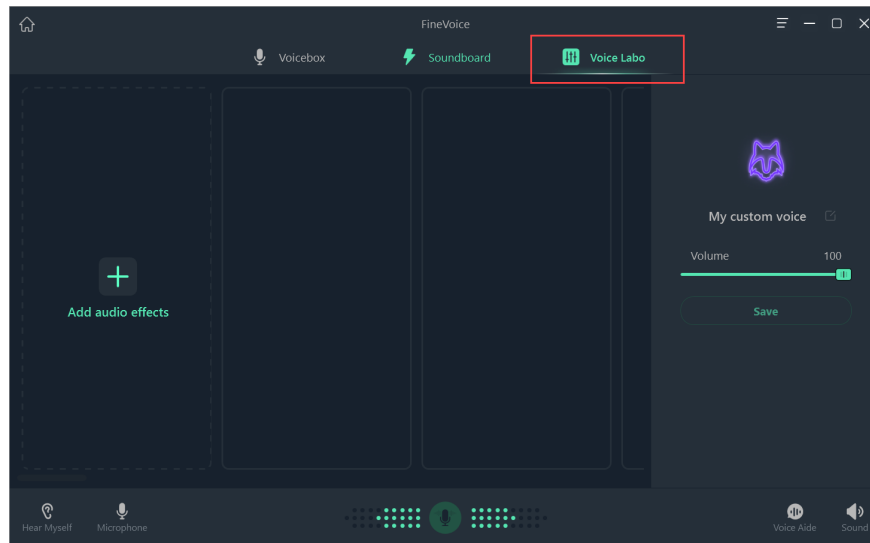 FineVoice
Voicebox
Soundboard
Voice Labo
Add audio effects
My custom voice
Volume 100
Save
Hear Myself
Microphone
Voice Aide
Sound